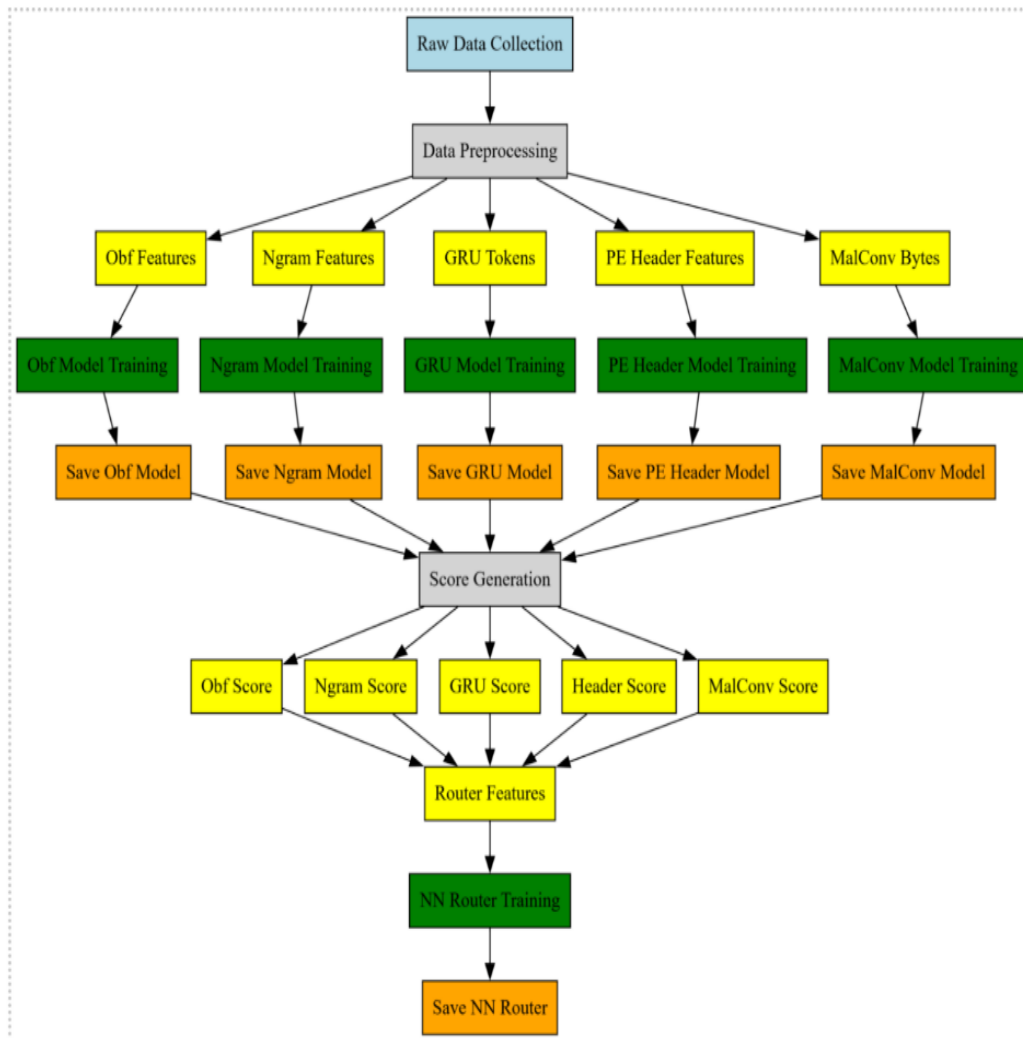 Raw Data Collection
Data Preprocessing
Obf Features
Ngram Features
GRU Tokens
PE Header Features
MalConv Bytes
Obf Model Training
Ngram Model Training
GRU Model Training
PE Header Model Training
MalConv Model Training
Save Obf Model
Save Ngram Model
Save GRU Model
Save PE Header Model
Save MalConv Model
Score Generation
Obf Score
Ngram Score
GRU Score
Header Score
MalConv Score
Router Features
NN Router Training
Save NN Router